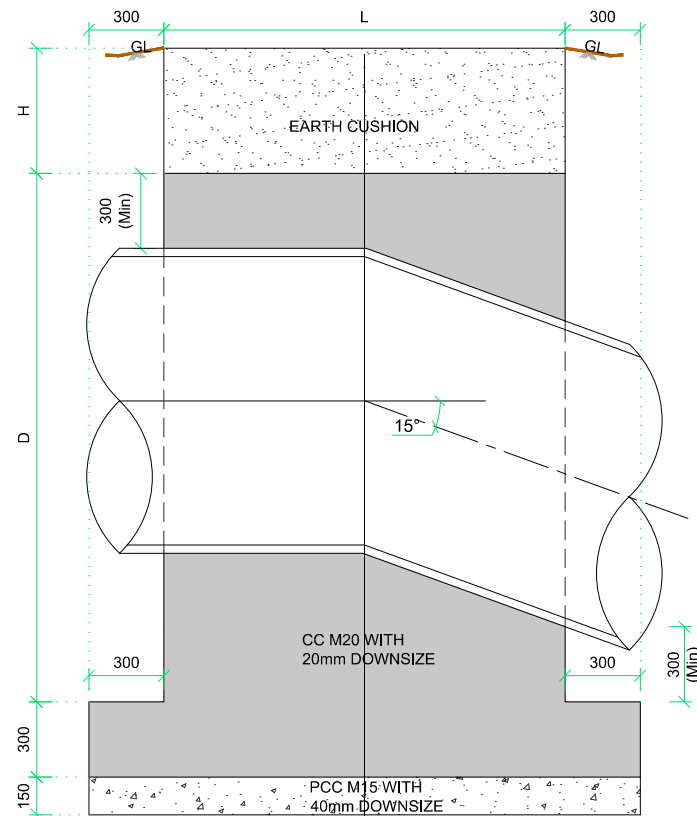 300
L
300
GL
GL
H
EARTH CUSHION
300
(Min)
D
15°
CC M20 WITH
20mm DOWNSIZE
300
300
300
(Min)
300
PCC M15 WITH
40mm DOWNSIZE
150